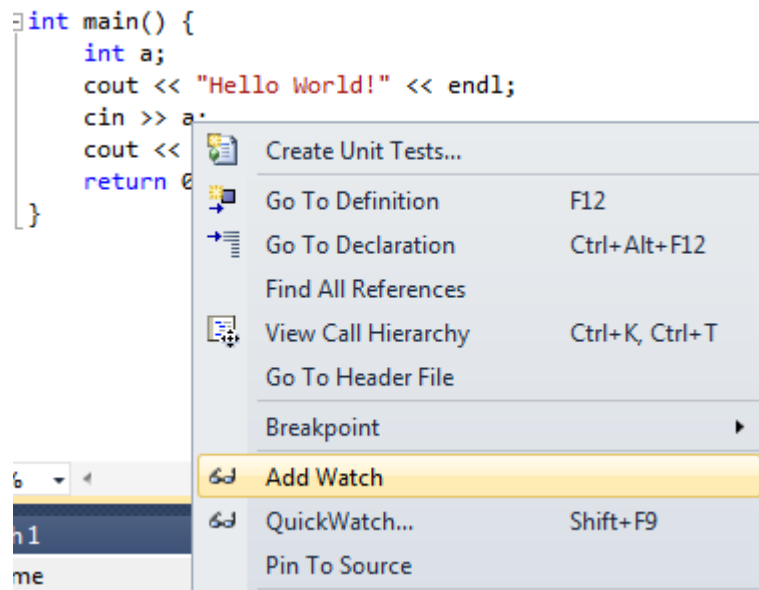 int main() {
int a;
cout << "Hello World!" << endl;
cin >> a;
cout <<
return 0
}
Create Unit Tests...
Go To Definition F12
Go To Declaration Ctrl+Alt+F12
Find All References
View Call Hierarchy Ctrl+K, Ctrl+T
Go To Header File
Breakpoint
Add Watch
QuickWatch... Shift+F9
Pin To Source
%
h 1
me